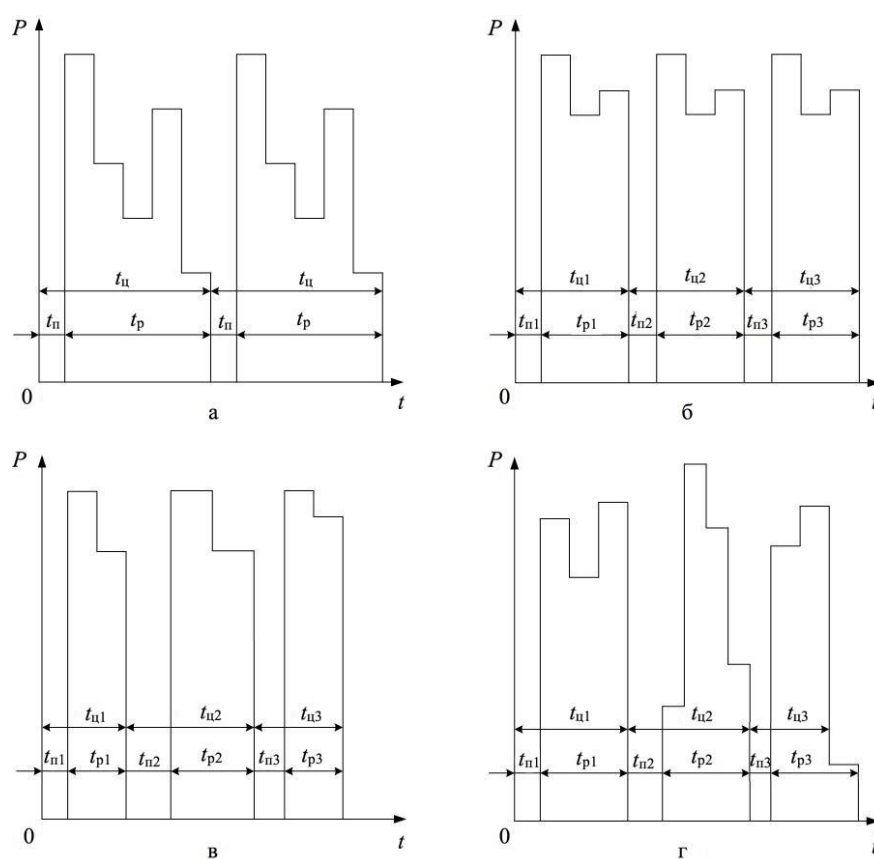 P P
tц tц tц1 tц2 tц3
tп tр tп tр tп1 tр1 tп2 tр2 tп3 tр3
0 t 0 t
а б
P P
tц1 tц2 tц3 tц1 tц2 tц3
tп1 tр1 tп2 tр2 tп3 tр3 tп1 tр1 tп2 tр2 tп3 tр3
0 t 0 t
в г